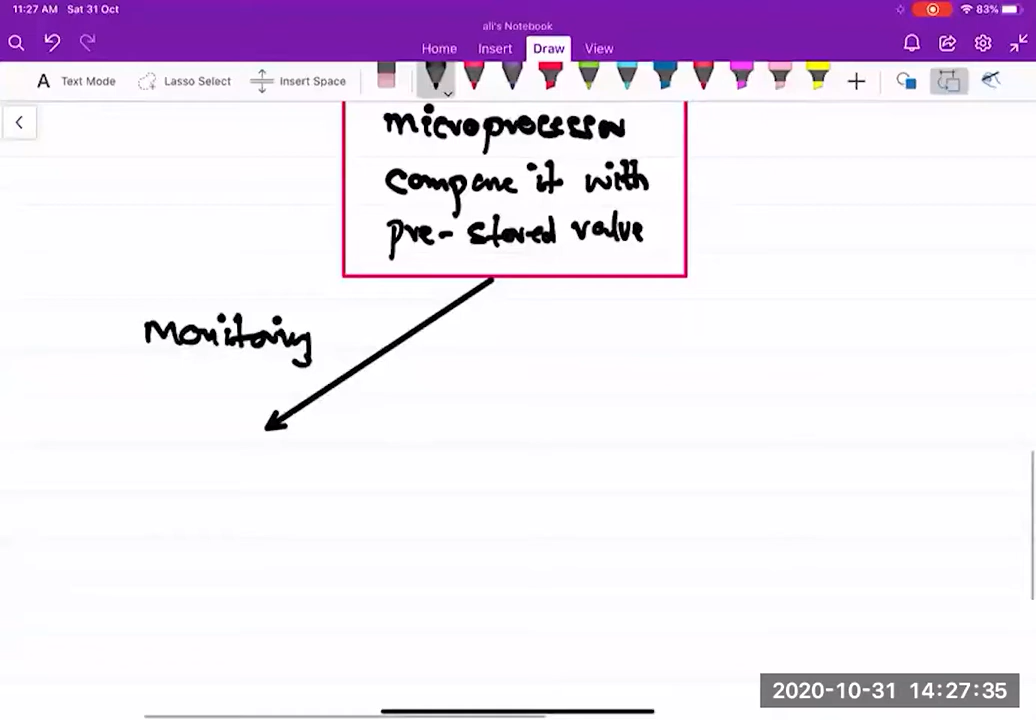 11:27 AM Sat 31 Oct
83%
ali's Notebook
Home Insert Draw View
A Text Mode Lasso Select Insert Space
microprocessor
compare it with
pre-stored value
Monitoring
2020-10-31 14:27:35